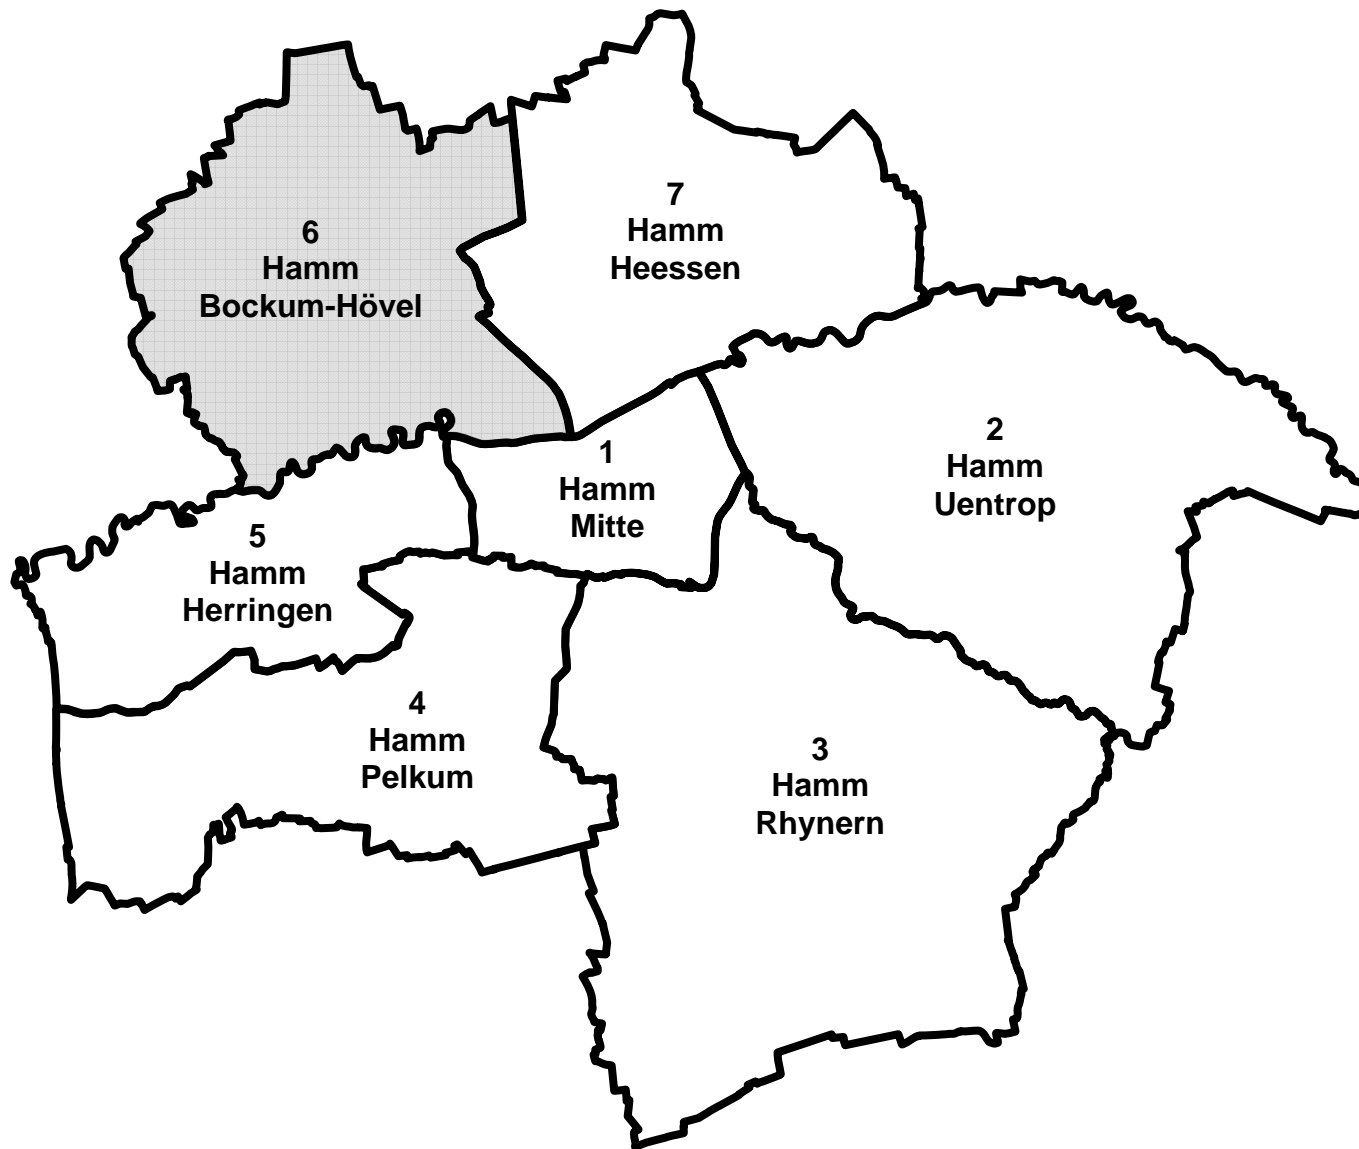 7
Hamm
Heessen
6
Hamm
Bockum-Hövel
2
Hamm
Uentrop
1
Hamm
Mitte
5
Hamm
Herringen
4
Hamm
Pelkum
3
Hamm
Rhynern